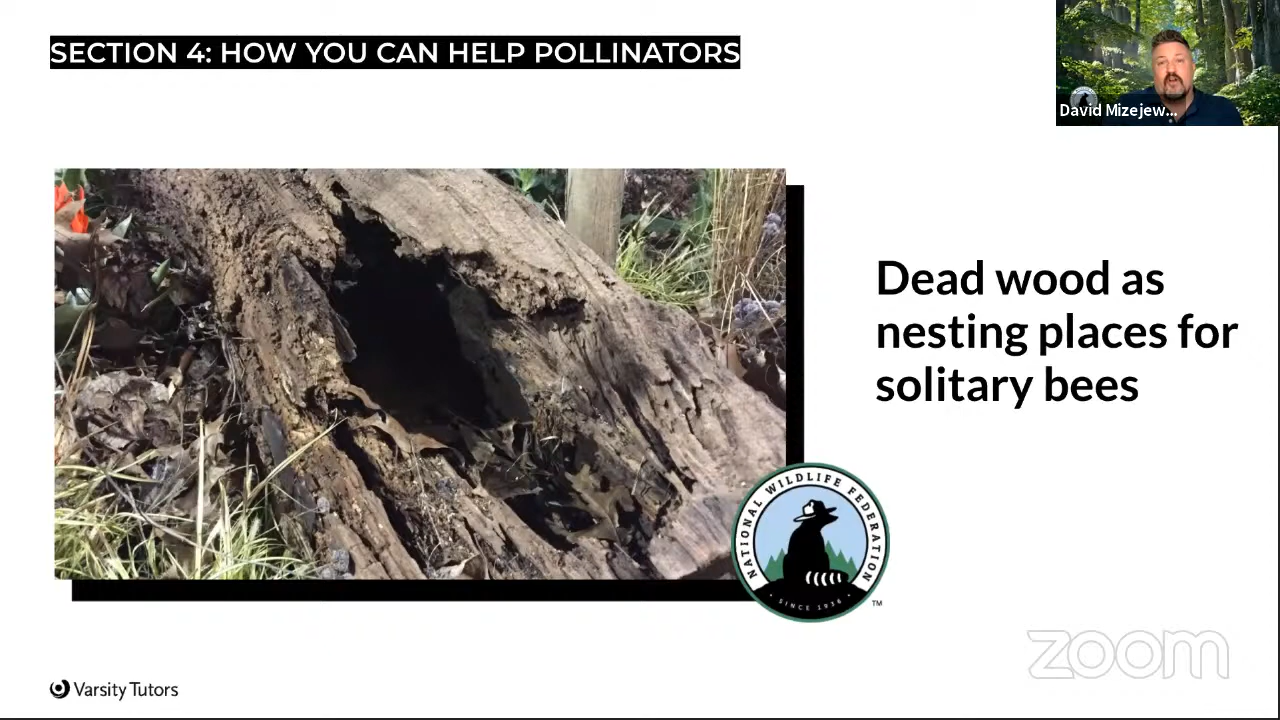 SECTION 4: HOW YOU CAN HELP POLLINATORS
David Mizejew...
Dead wood as
nesting places for
solitary bees
NATIONAL WILDLIFE FEDERATION
• SINCE 1936 •
TM
zoom
Varsity Tutors